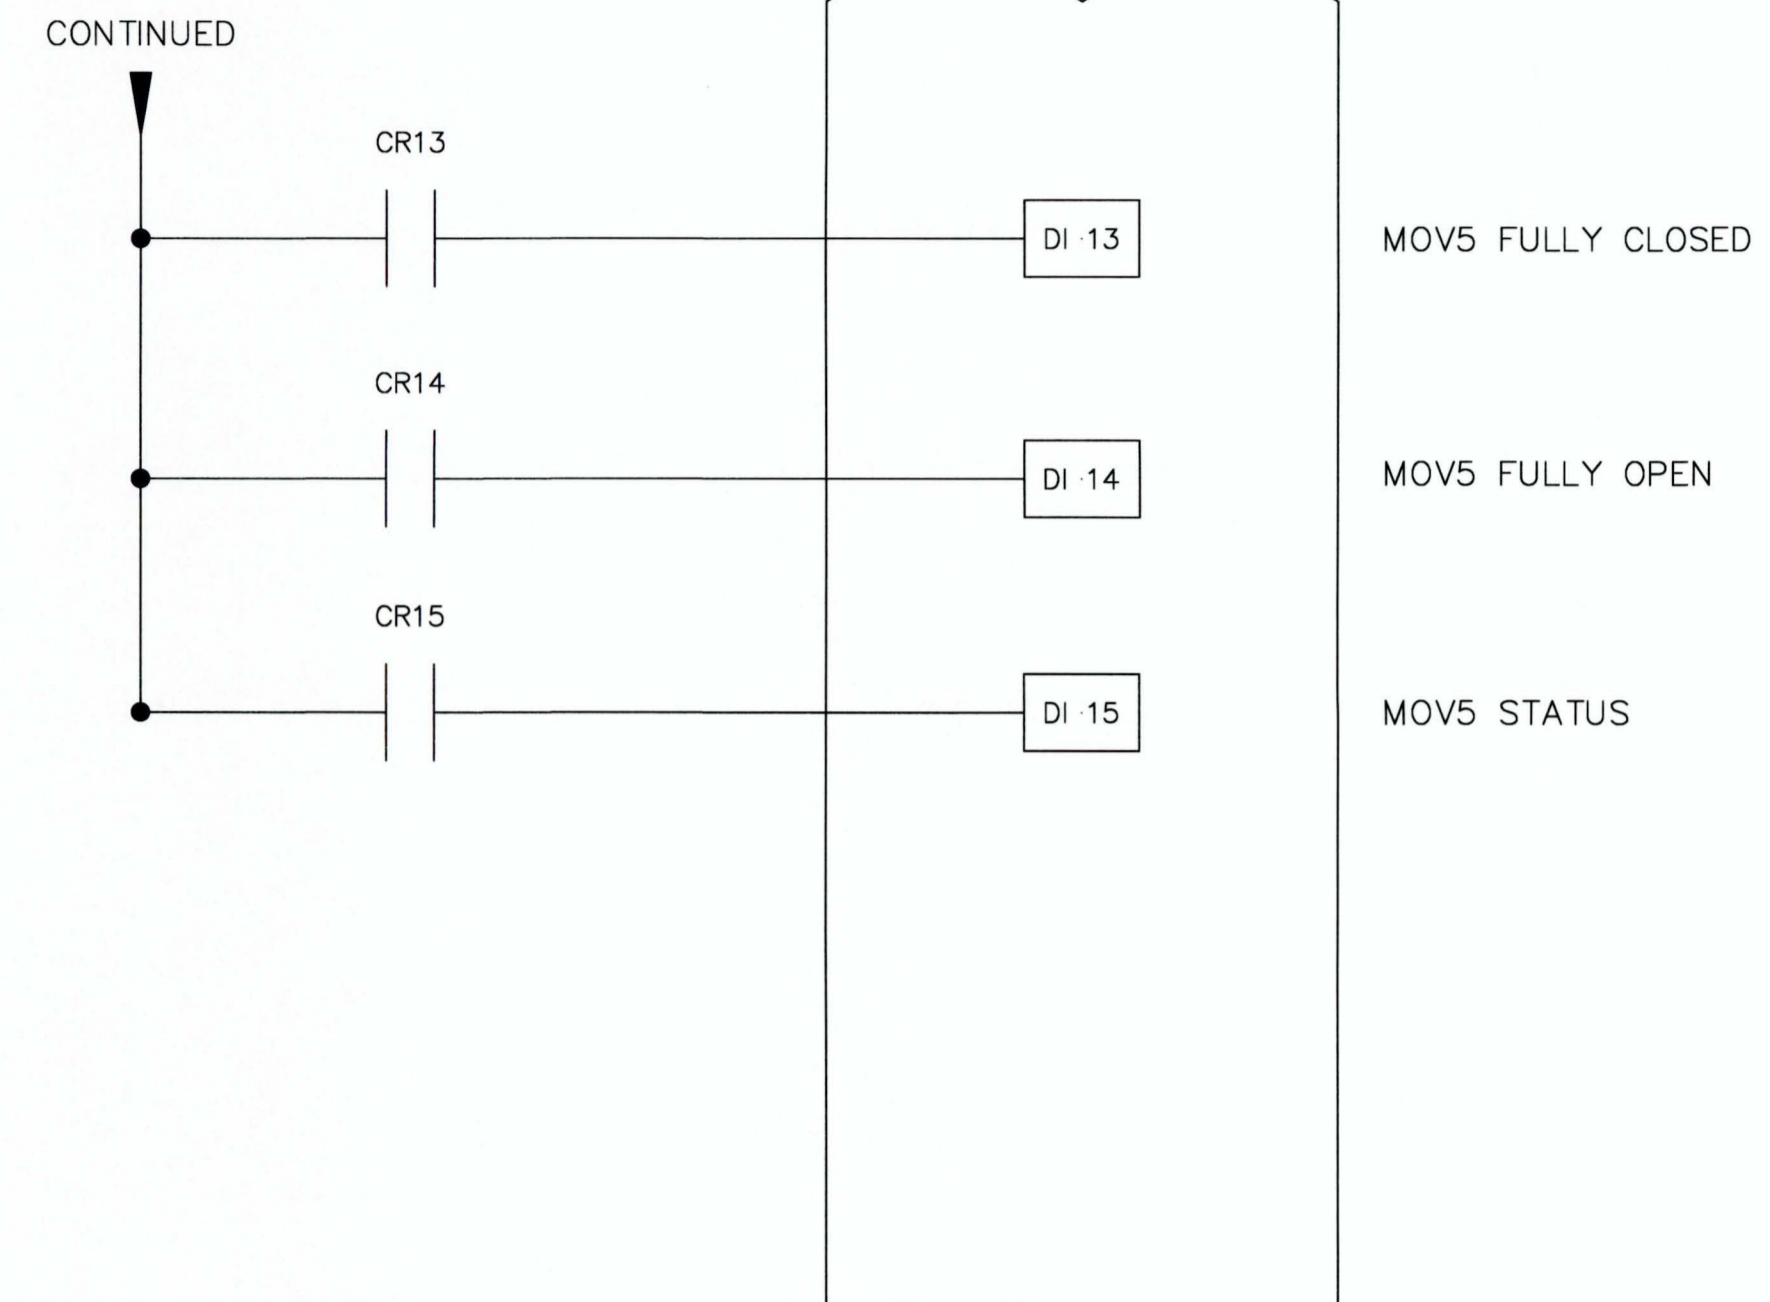 CONTINUED
CR13
DI 13
MOV5 FULLY CLOSED
CR14
DI 14
MOV5 FULLY OPEN
CR15
DI 15
MOV5 STATUS